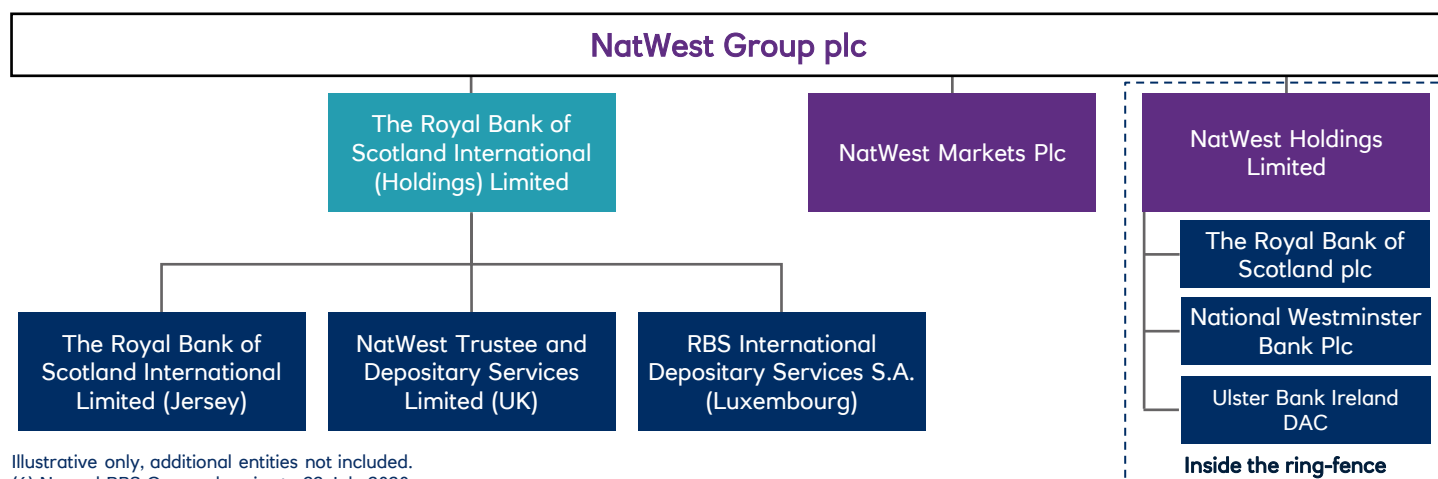 NatWest Group plc
The Royal Bank of
Scotland International
(Holdings) Limited
NatWest Markets Plc
NatWest Holdings
Limited
The Royal Bank of
Scotland plc
National Westminster
Bank Plc
Ulster Bank Ireland
DAC
Inside the ring-fence
The Royal Bank of
Scotland International
Limited (Jersey)
NatWest Trustee and
Depositary Services
Limited (UK)
RBS International
Depositary Services S.A.
(Luxembourg)
Illustrative only, additional entities not included.